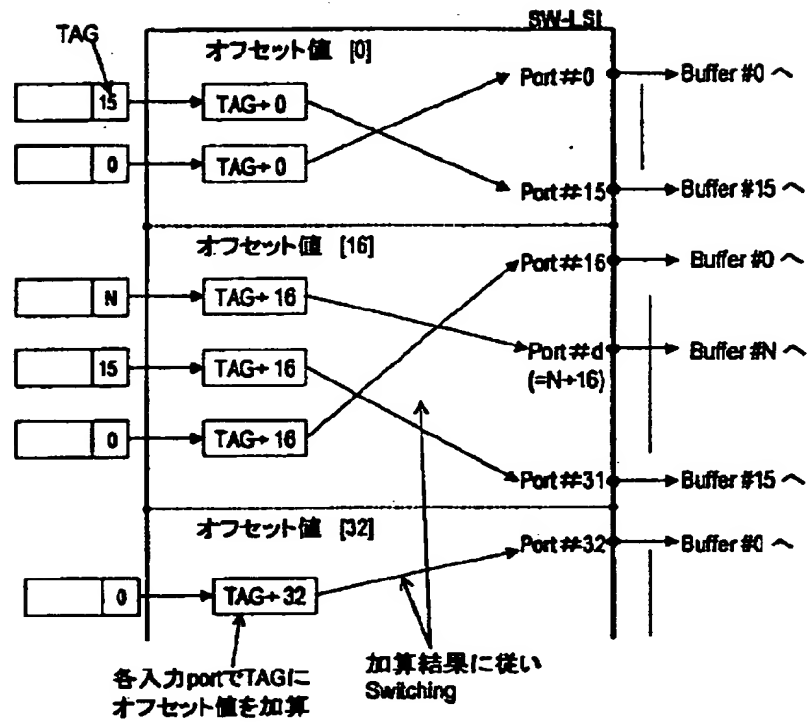 SW-LSI
TAG
オフセット値 [0]
15
TAG+0
Port#0
Buffer #0 へ
0
TAG+0
Port#15
Buffer #15 へ
オフセット値 [16]
Port#16
Buffer #0 へ
N
TAG+16
Port#d
(=N+16)
Buffer #N へ
15
TAG+16
0
TAG+16
Port#31
Buffer #15 へ
オフセット値 [32]
Port#32
Buffer #0 へ
0
TAG+32
各入力portでTAGに
オフセット値を加算
加算結果に従い
Switching